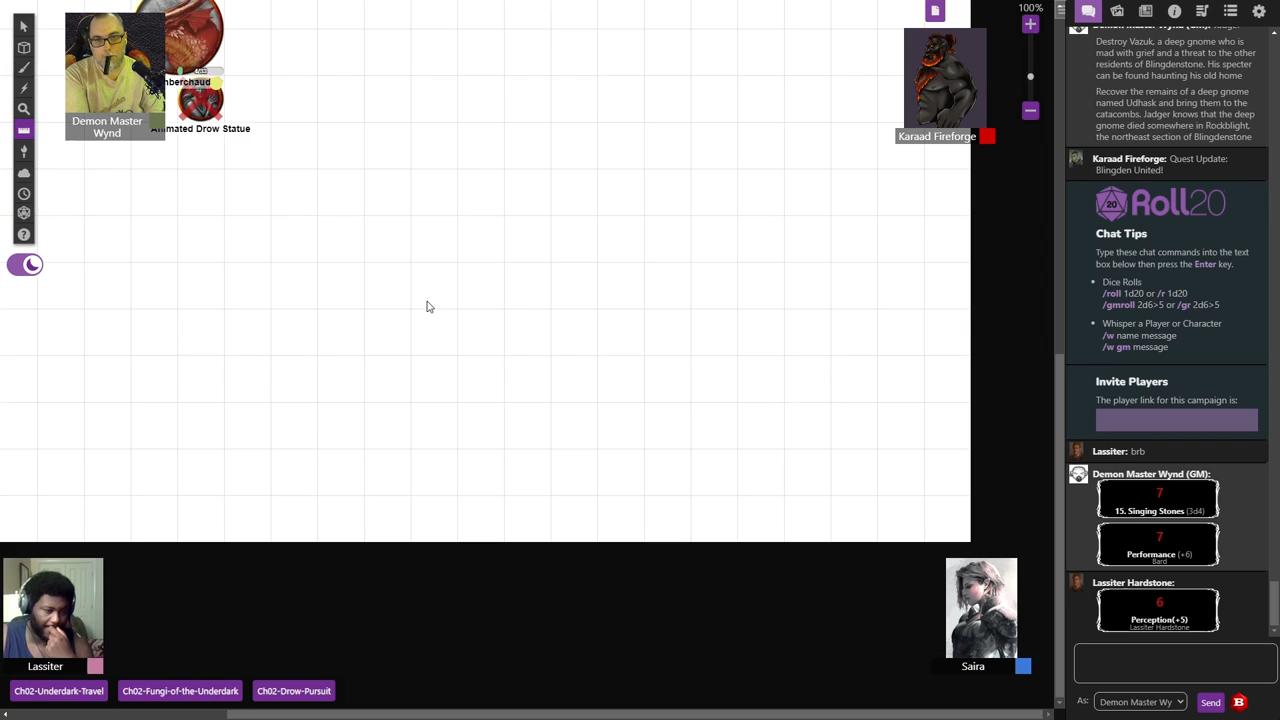 100%
Demon Master
Wynd
mberchaud
Animated Drow Statue
Karaad Fireforge
Destroy Vazuk, a deep gnome who is
mad with grief and a threat to the other
residents of Blingdenstone. His specter
can be found haunting his old home
Recover the remains of a deep gnome
named Udhask and bring them to the
catacombs. Jadger knows that the deep
gnome died somewhere in Rockblight,
the northeast section of Blingdenstone
Karaad Fireforge: Quest Update:
Blingden United!
20 Roll20
Chat Tips
Type these chat commands into the text
box below then press the Enter key.
• Dice Rolls
/roll 1d20 or /r 1d20
/gmroll 2d6>5 or /gr 2d6>5
• Whisper a Player or Character
/w name message
/w gm message
Invite Players
The player link for this campaign is:
Lassiter: brb
Demon Master Wynd (GM):
7
15. Singing Stones (3d4)
7
Performance (+6)
Bard
Lassiter Hardstone:
6
Perception(+5)
Lassiter Hardstone
Lassiter
Saira
Ch02-Underdark-Travel
Ch02-Fungi-of-the-Underdark
Ch02-Drow-Pursuit
As:
Demon Master Wy
Send